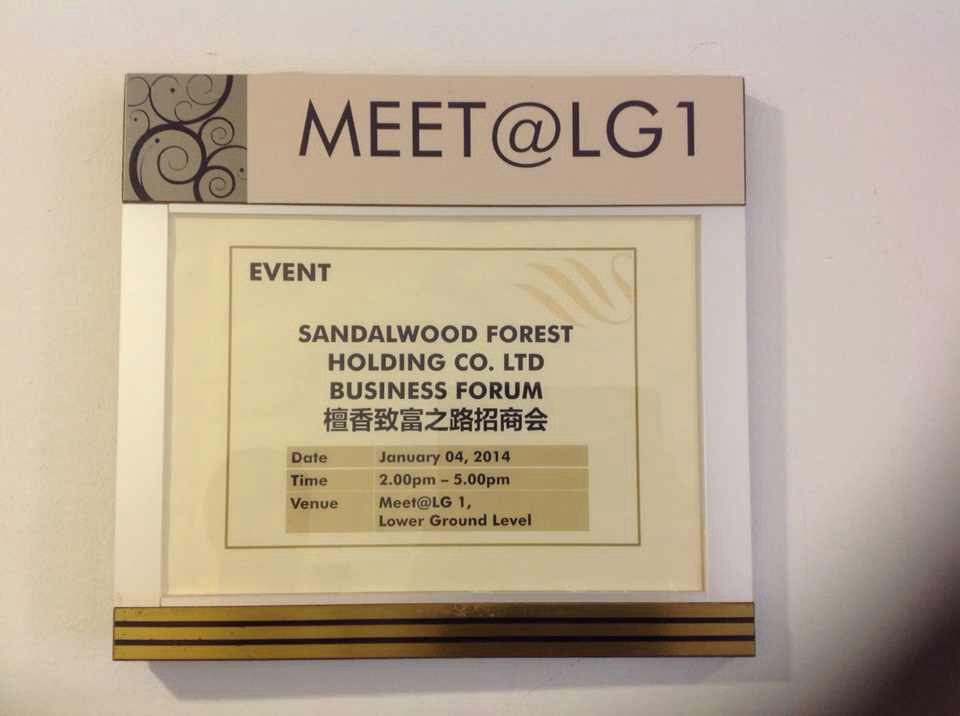 MEET@LG1
EVENT
SANDALWOOD FOREST
HOLDING CO. LTD
BUSINESS FORUM
檀香致富之路招商会
Date January 04, 2014
Time 2.00pm – 5.00pm
Venue Meet@LG 1,
Lower Ground Level